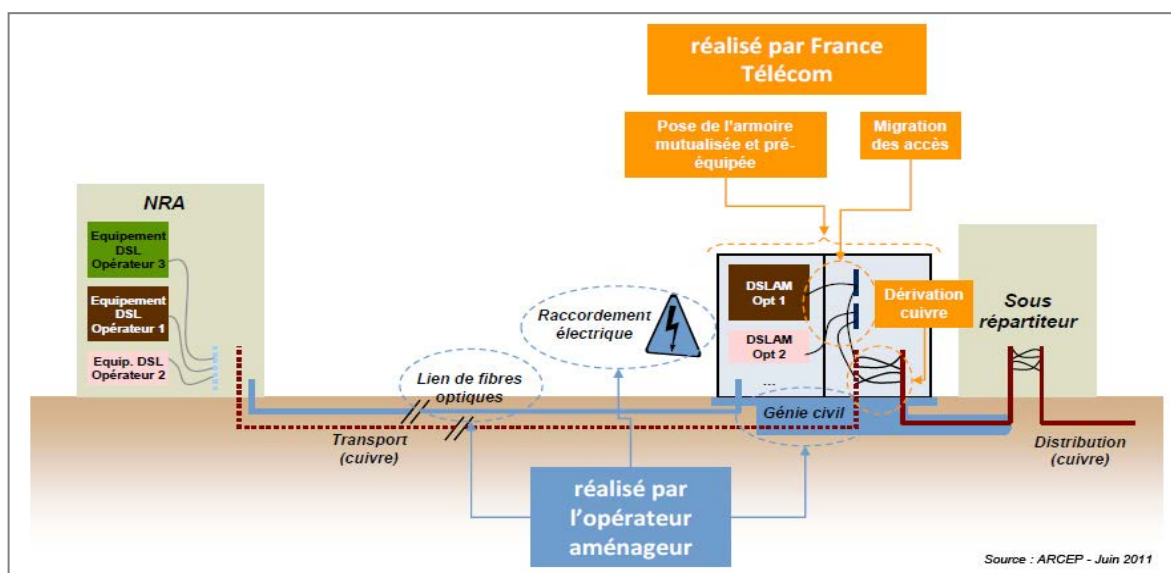 réalisé par France
Télécom
Pose de l'armoire
mutualisée et pré-
équipée
Migration
des accès
NRA
Equipement
DSL
Opérateur 3
Equipement
DSL
Opérateur 1
Equip. DSL
Opérateur 2
Raccordement
électrique
DSLAM
Opt 1
DSLAM
Opt 2
...
Dérivation
cuivre
Sous
répartiteur
Lien de fibres
optiques
Génie civil
Transport
(cuivre)
Distribution
(cuivre)
réalisé par
l'opérateur
aménageur
Source : ARCEP - Juin 2011